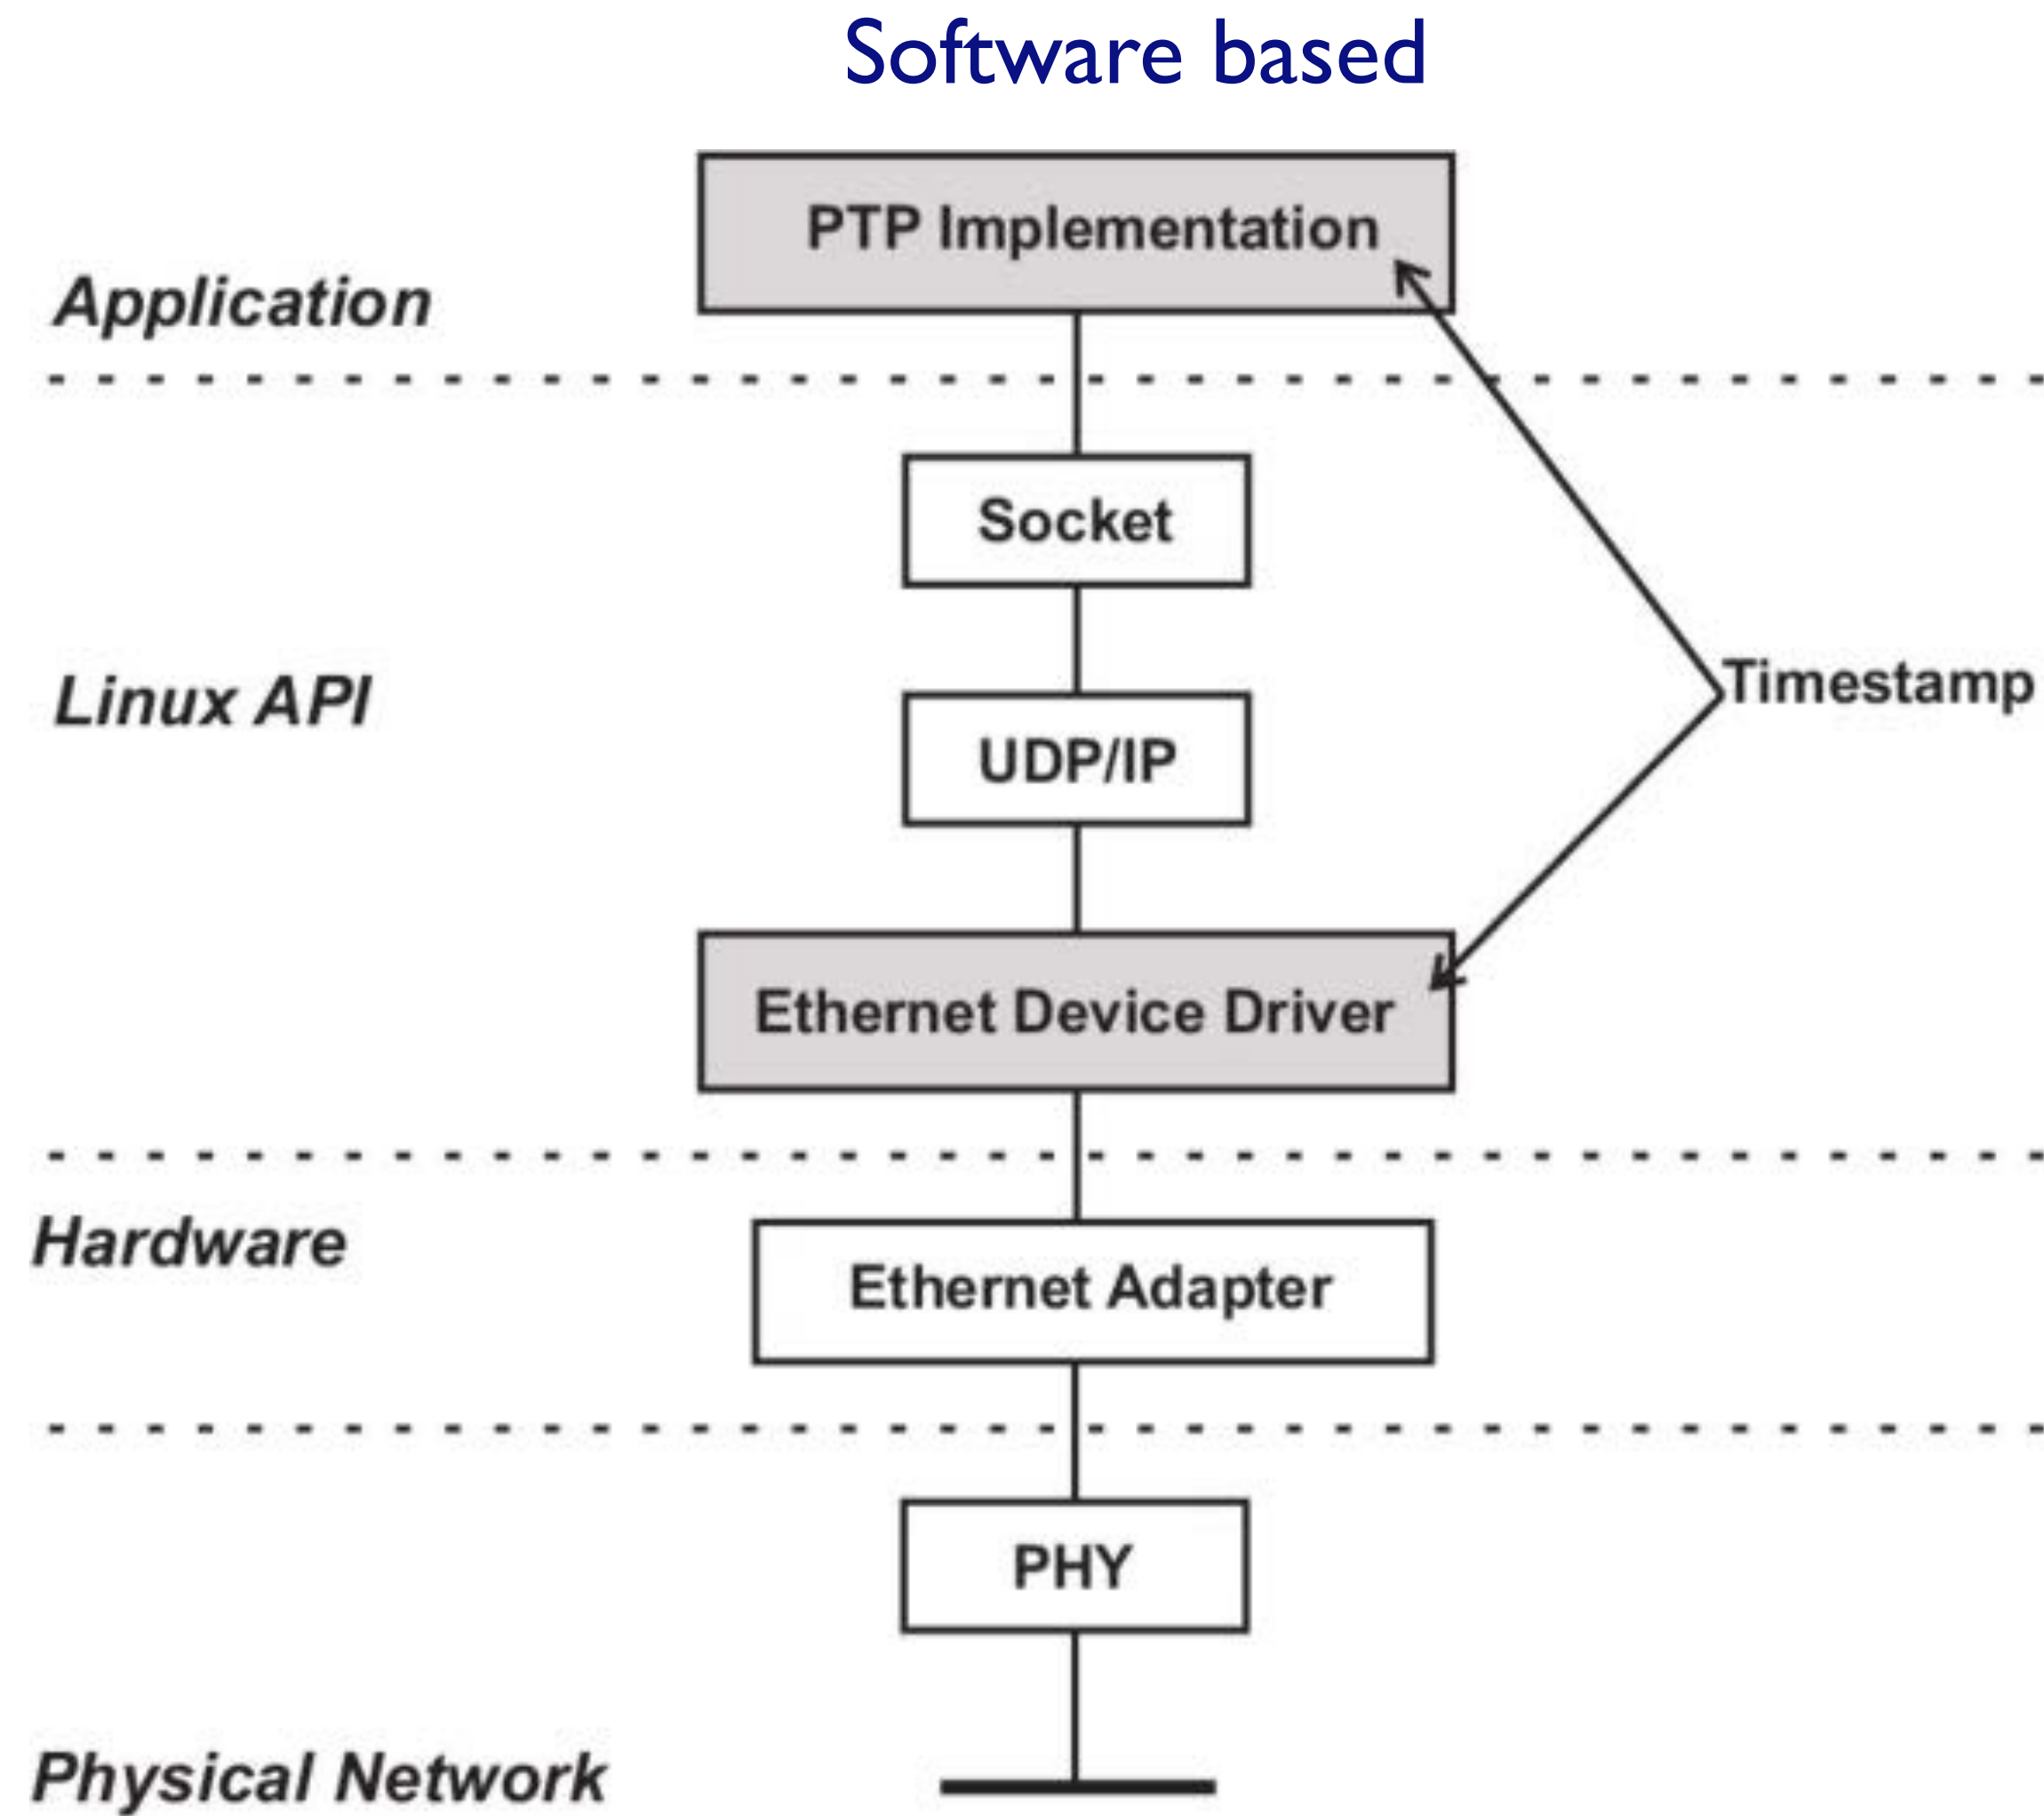 Software based
PTP Implementation
Application
Socket
Linux API
Timestamp
UDP/IP
Ethernet Device Driver
Hardware
Ethernet Adapter
PHY
Physical Network